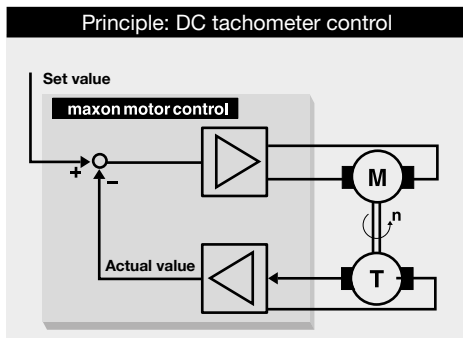 Principle: DC tachometer control
Set value
maxon motor control
+
–
M
n
Actual value
T